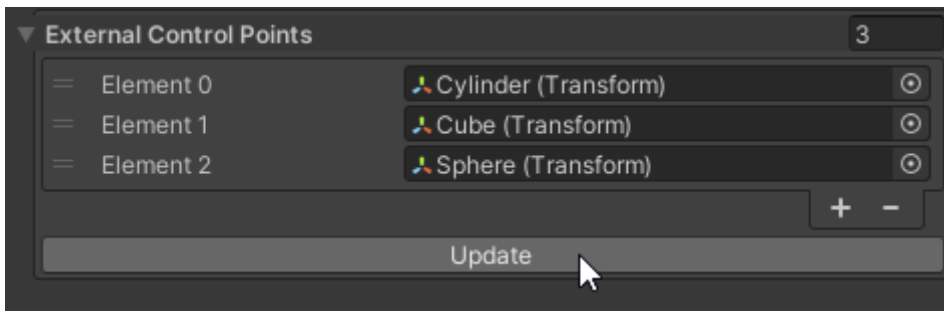 External Control Points 3
Element 0 Cylinder (Transform)
Element 1 Cube (Transform)
Element 2 Sphere (Transform)
+ −
Update